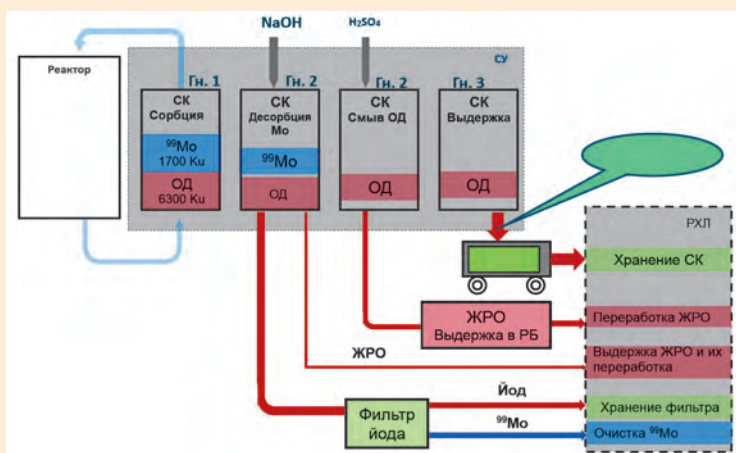 NaOH
H₂SO₄
СУ
Реактор
Гн. 1
Гн. 2
Гн. 2
Гн. 3
СК
Сорбция
⁹⁹Mo
1700 Ku
ОД
6300 Ku
СК
Десорбция
Мо
⁹⁹Mo
ОД
СК
Смыв ОД
ОД
СК
Выдержка
ОД
РХЛ
Хранение СК
ЖРО
Выдержка в РБ
Переработка ЖРО
ЖРО
Выдержка ЖРО и их
переработка
Фильтр
йода
Йод
Хранение фильтра
⁹⁹Mo
Очистка ⁹⁹Mo